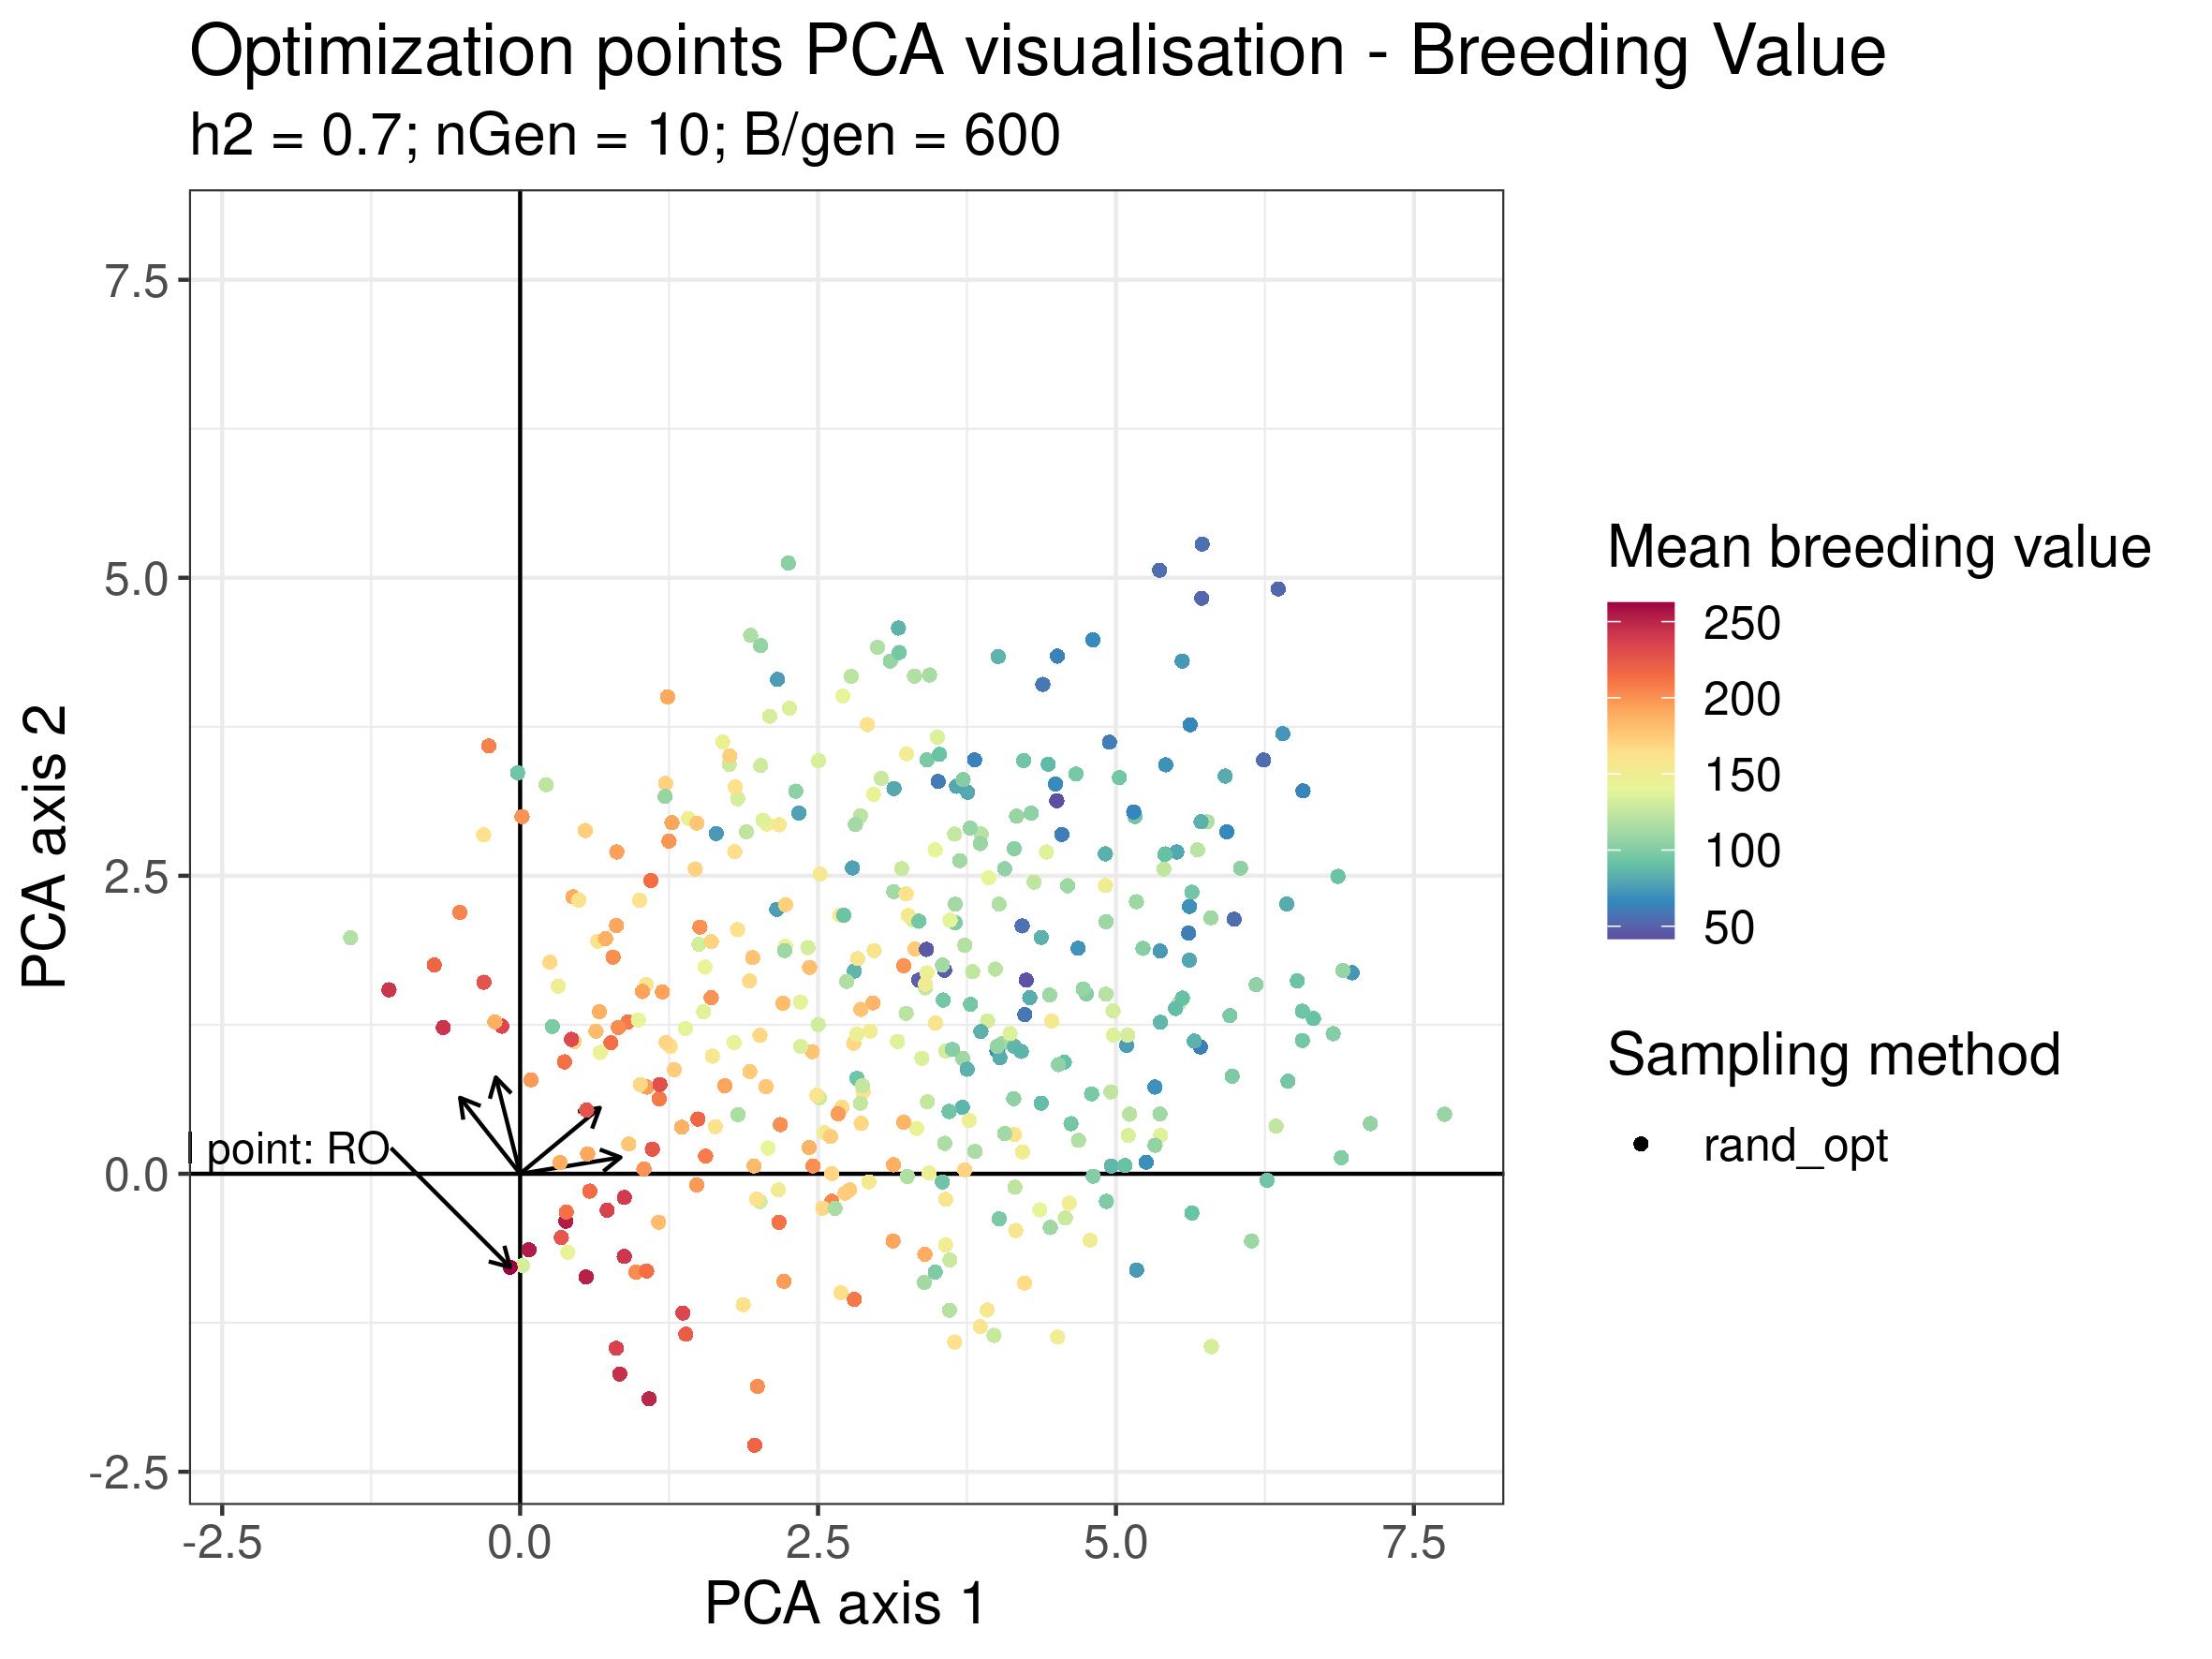 Optimization points PCA visualisation - Breeding Value
h2 = 0.7; nGen = 10; B/gen = 600
PCA axis 2
7.5
5.0
2.5
0.0
-2.5
point: RO
-2.5
0.0
2.5
5.0
7.5
PCA axis 1
Mean breeding value
250
200
150
100
50
Sampling method
rand_opt